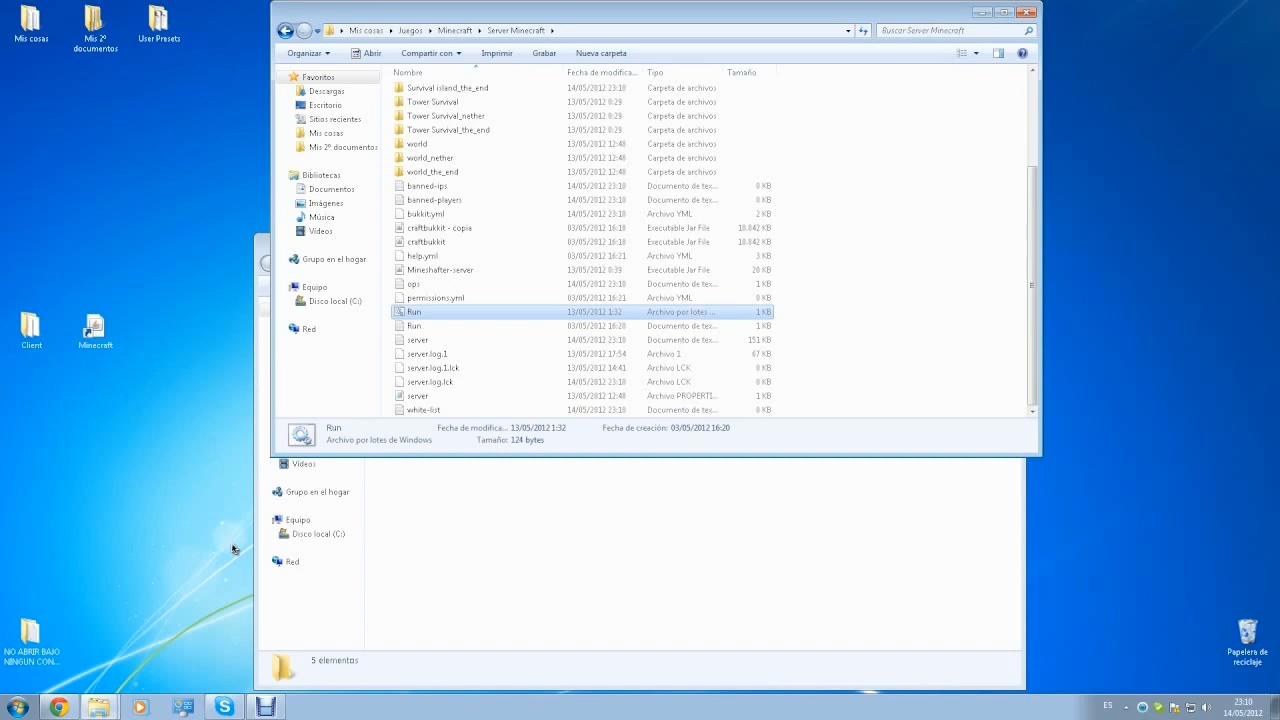 Mis cosas
Mis 2º documentos
User Presets
Client
Minecraft
NO ABRIR BAJO NINGUN CON...
Papelera de reciclaje
Mis cosas Juegos Minecraft Server Minecraft
Buscar Server Minecraft
Organizar Abrir Compartir con Imprimir Grabar Nueva carpeta
Favoritos
Descargas
Escritorio
Sitios recientes
Mis cosas
Mis 2º documentos
Bibliotecas
Documentos
Imágenes
Música
Vídeos
Grupo en el hogar
Equipo
Disco local (C:)
Red
Nombre Fecha de modifica... Tipo Tamaño
Survival island_the_end 14/05/2012 23:10 Carpeta de archivos
Tower Survival 13/05/2012 0:29 Carpeta de archivos
Tower Survival_nether 13/05/2012 0:29 Carpeta de archivos
Tower Survival_the_end 13/05/2012 0:29 Carpeta de archivos
world 13/05/2012 12:48 Carpeta de archivos
world_nether 13/05/2012 12:48 Carpeta de archivos
world_the_end 13/05/2012 12:48 Carpeta de archivos
banned-ips 14/05/2012 23:10 Documento de tex... 0 KB
banned-players 14/05/2012 23:10 Documento de tex... 0 KB
bukkit.yml 14/05/2012 23:10 Archivo YML 2 KB
craftbukkit - copia 03/05/2012 16:18 Executable Jar File 10.842 KB
craftbukkit 03/05/2012 16:18 Executable Jar File 10.842 KB
help.yml 03/05/2012 16:21 Archivo YML 3 KB
Mineshafter-server 13/05/2012 0:39 Executable Jar File 20 KB
ops 14/05/2012 23:10 Documento de tex... 1 KB
permissions.yml 03/05/2012 16:21 Archivo YML 0 KB
Run 13/05/2012 1:32 Archivo por lotes ... 1 KB
Run 03/05/2012 16:20 Documento de tex... 1 KB
server 14/05/2012 23:10 Documento de tex... 151 KB
server.log.1 13/05/2012 17:54 Archivo 1 67 KB
server.log.1.lck 13/05/2012 14:41 Archivo LCK 0 KB
server.log.lck 14/05/2012 23:10 Archivo LCK 0 KB
server 13/05/2012 12:48 Archivo PROPERTI... 1 KB
white-list 14/05/2012 23:10 Documento de tex... 0 KB
Run Fecha de modifica... 13/05/2012 1:32 Fecha de creación: 03/05/2012 16:20
Archivo por lotes de Windows Tamaño: 124 bytes
Vídeos
Grupo en el hogar
Equipo
Disco local (C:)
Red
5 elementos
ES
23:10
14/05/2012